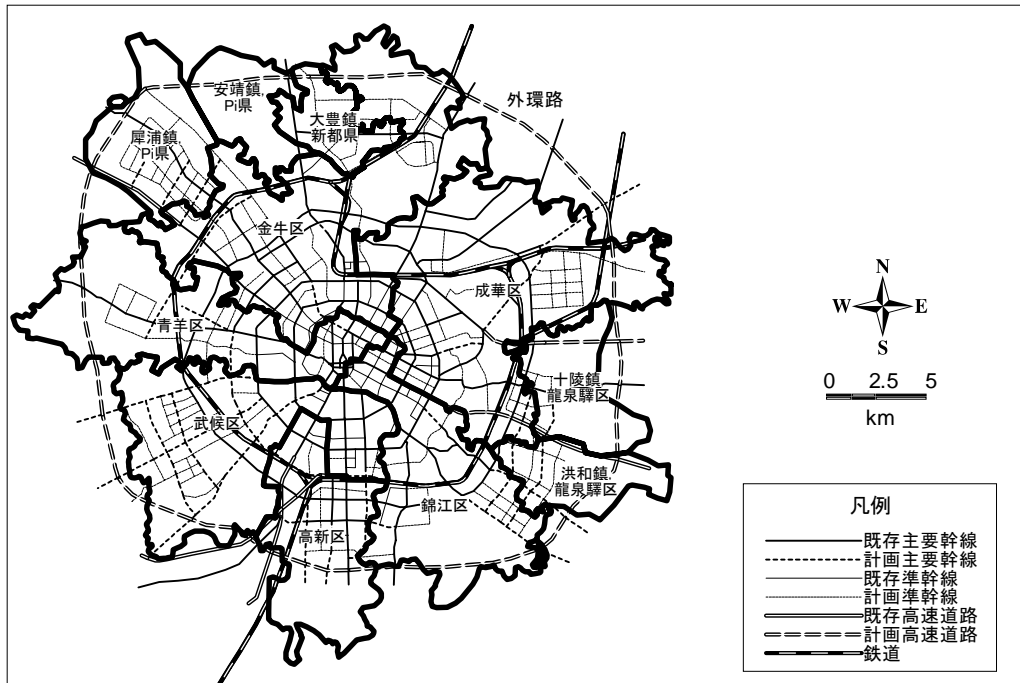 安靖鎮,
Pi県
大豊鎮,
新都県
外環路
犀浦鎮,
Pi県
金牛区
成華区
青羊区
十陵鎮,
龍泉驛区
武候区
洪和鎮,
龍泉驛区
錦江区
高新区
N
W
E
S
0 2.5 5
km
凡例
既存主要幹線
計画主要幹線
既存準幹線
計画準幹線
既存高速道路
計画高速道路
鉄道